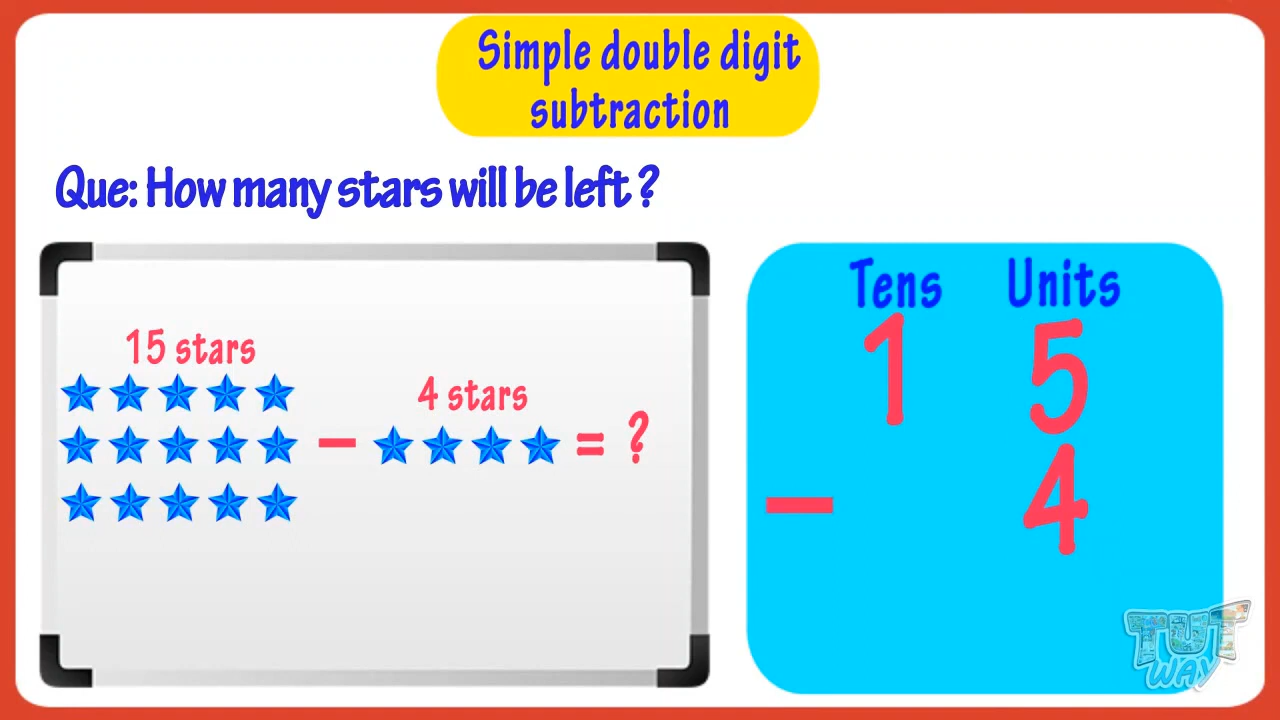 Simple double digit
subtraction
Que: How many stars will be left ?
15 stars
4 stars
– = ?
Tens Units
1 5
– 4
TUT
WAY